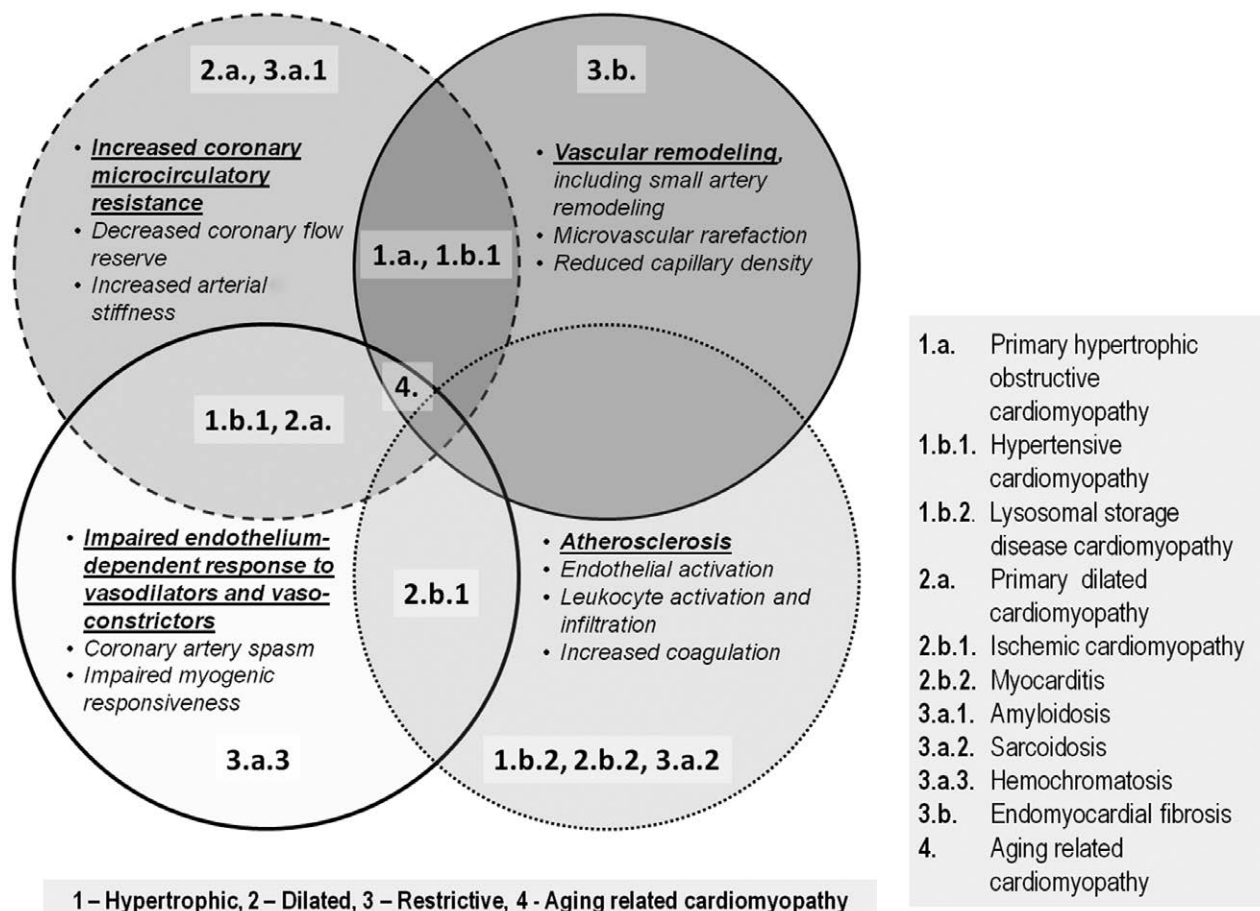 2.a., 3.a.1
• Increased coronary
microcirculatory
resistance
• Decreased coronary flow
reserve
• Increased arterial
stiffness
3.b.
• Vascular remodeling,
including small artery
remodeling
• Microvascular rarefaction
• Reduced capillary density
1.a., 1.b.1
4.
1.b.1, 2.a.
• Impaired endothelium-
dependent response to
vasodilators and vaso-
constrictors
• Coronary artery spasm
• Impaired myogenic
responsiveness
3.a.3
2.b.1
• Atherosclerosis
• Endothelial activation
• Leukocyte activation and
infiltration
• Increased coagulation
1.b.2, 2.b.2, 3.a.2
1.a. Primary hypertrophic
obstructive
cardiomyopathy
1.b.1. Hypertensive
cardiomyopathy
1.b.2. Lysosomal storage
disease cardiomyopathy
2.a. Primary dilated
cardiomyopathy
2.b.1. Ischemic cardiomyopathy
2.b.2. Myocarditis
3.a.1. Amyloidosis
3.a.2. Sarcoidosis
3.a.3. Hemochromatosis
3.b. Endomyocardial fibrosis
4. Aging related
cardiomyopathy
1 – Hypertrophic, 2 – Dilated, 3 – Restrictive, 4 - Aging related cardiomyopathy